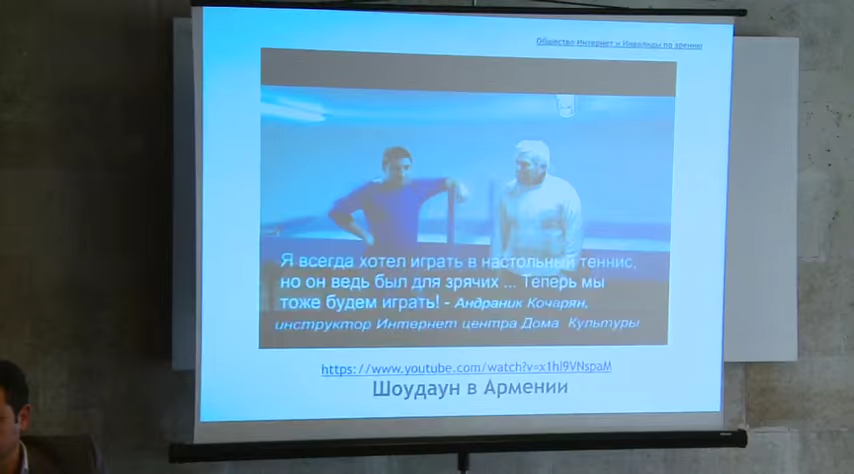 Общество Интернет и Инвалиды по зрению
Я всегда хотел играть в настольный теннис,
но он ведь был для зрячих ... Теперь мы
тоже будем играть! - Андраник Кочарян,
инструктор Интернет центра Дома Культуры
https://www.youtube.com/watch?v=x1hl9VNspaM
Шоудаун в Армении